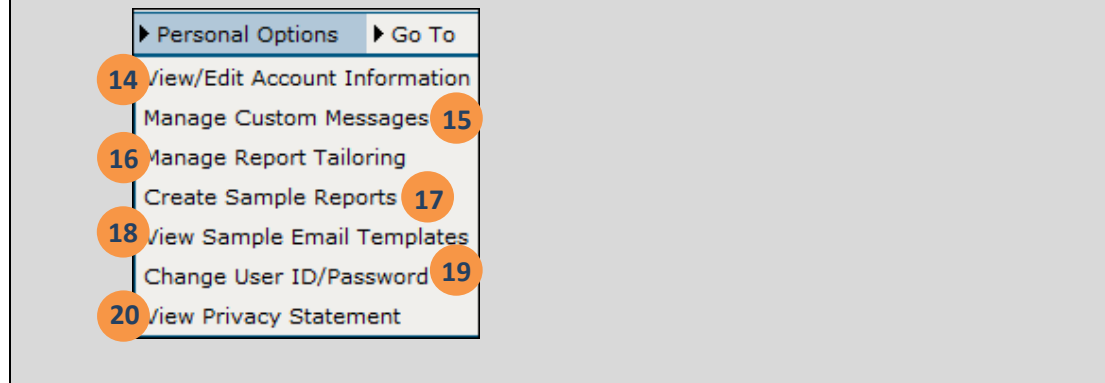 Personal Options Go To
14 View/Edit Account Information
Manage Custom Messages 15
16 Manage Report Tailoring
Create Sample Reports 17
18 View Sample Email Templates
Change User ID/Password 19
20 View Privacy Statement